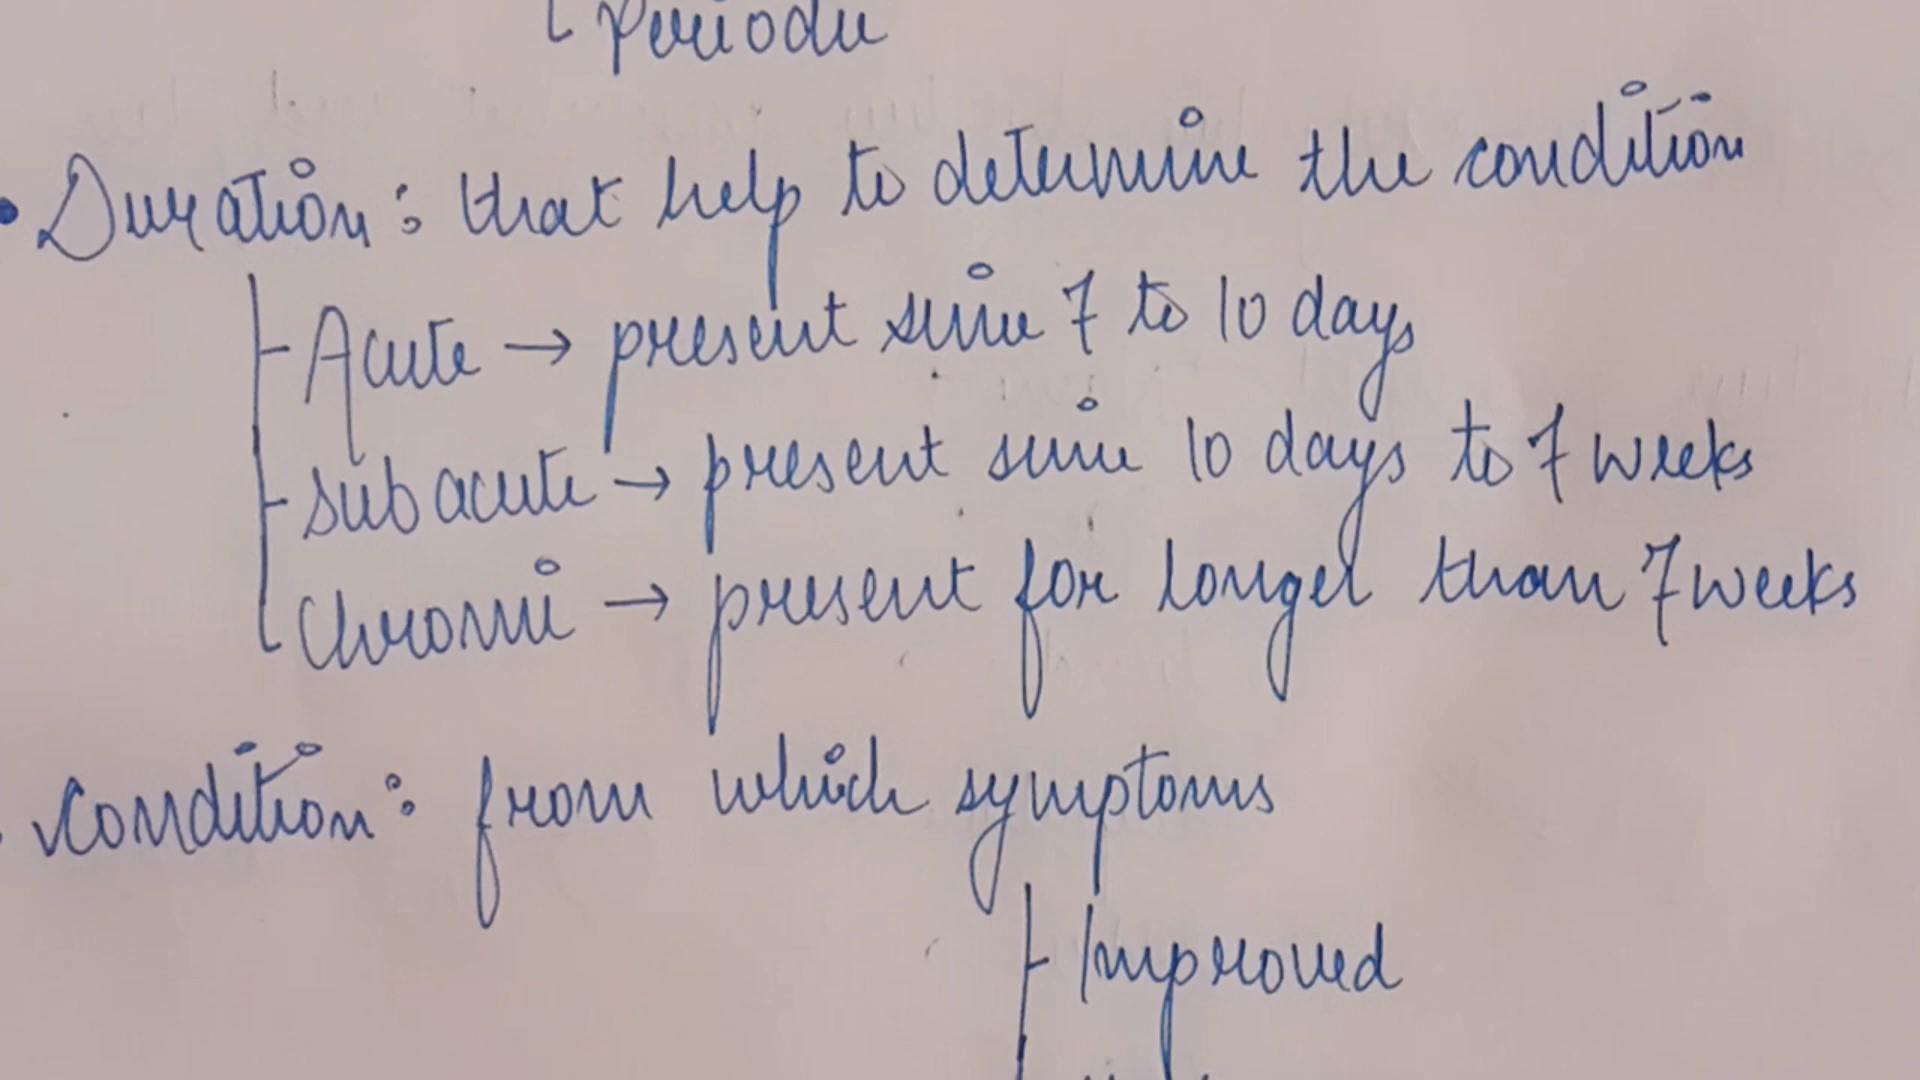 Periodic
• Duration: that help to determine the condition
Acute → present since 7 to 10 days
subacute → present since 10 days to 7 weeks
Chronic → present for longer than 7 weeks
Condition: from which symptoms
Improved